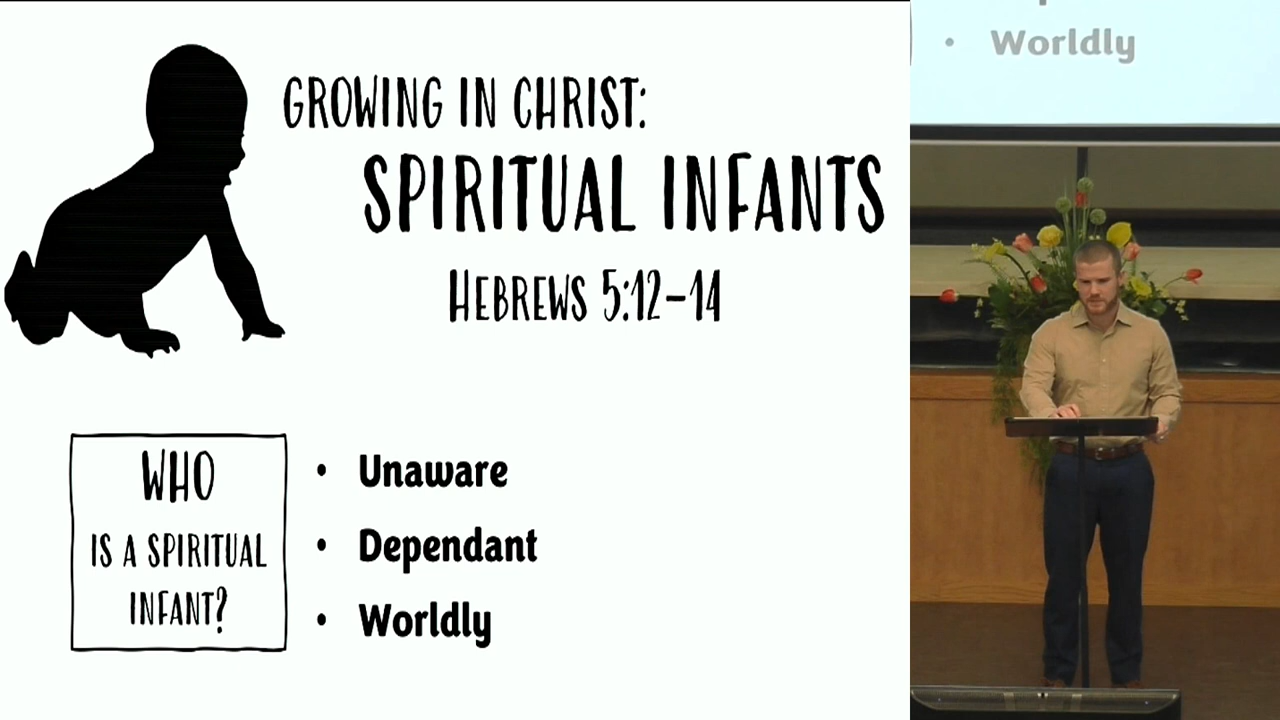 GROWING IN CHRIST:
SPIRITUAL INFANTS
HEBREWS 5:12-14
WHO
IS A SPIRITUAL
INFANT?
• Unaware
• Dependant
• Worldly
• Worldly